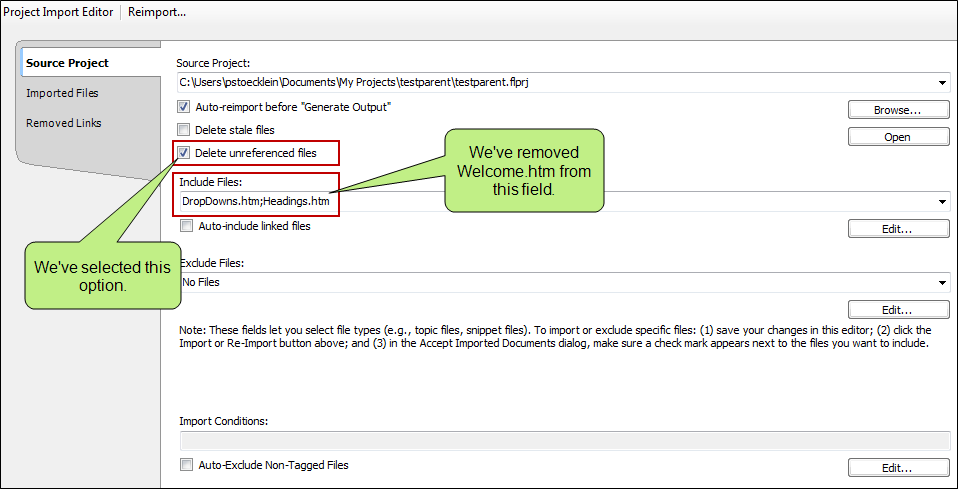 Project Import Editor
Reimport...
Source Project
Imported Files
Removed Links
Source Project:
C:\Users\pstoecklein\Documents\My Projects\testparent\testparent.flprj
Auto-reimport before "Generate Output"
Browse...
Delete stale files
Open
Delete unreferenced files
We've removed
Welcome.htm from
this field.
Include Files:
DropDowns.htm;Headings.htm
Auto-include linked files
Edit...
We've selected this
option.
Exclude Files:
No Files
Edit...
Note: These fields let you select file types (e.g., topic files, snippet files). To import or exclude specific files: (1) save your changes in this editor; (2) click the
Import or Re-Import button above; and (3) in the Accept Imported Documents dialog, make sure a check mark appears next to the files you want to include.
Import Conditions:
Auto-Exclude Non-Tagged Files
Edit...